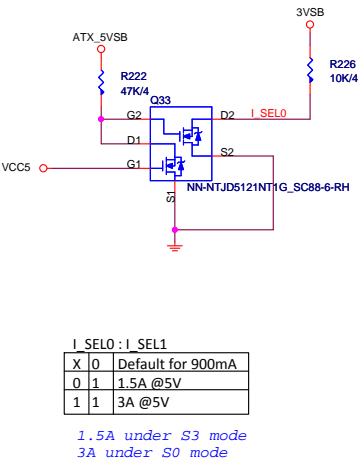 3VSB
ATX_5VSB
R222
47K/4
R226
10K/4
Q33
G2
D2
I_SEL0
D1
S2
VCC5
G1
S1
NN-NTJD5121NT1G_SC88-6-RH
I_SEL0 : I_SEL1
X 0 Default for 900mA
0 1 1.5A @5V
1 1 3A @5V
1.5A under S3 mode
3A under S0 mode